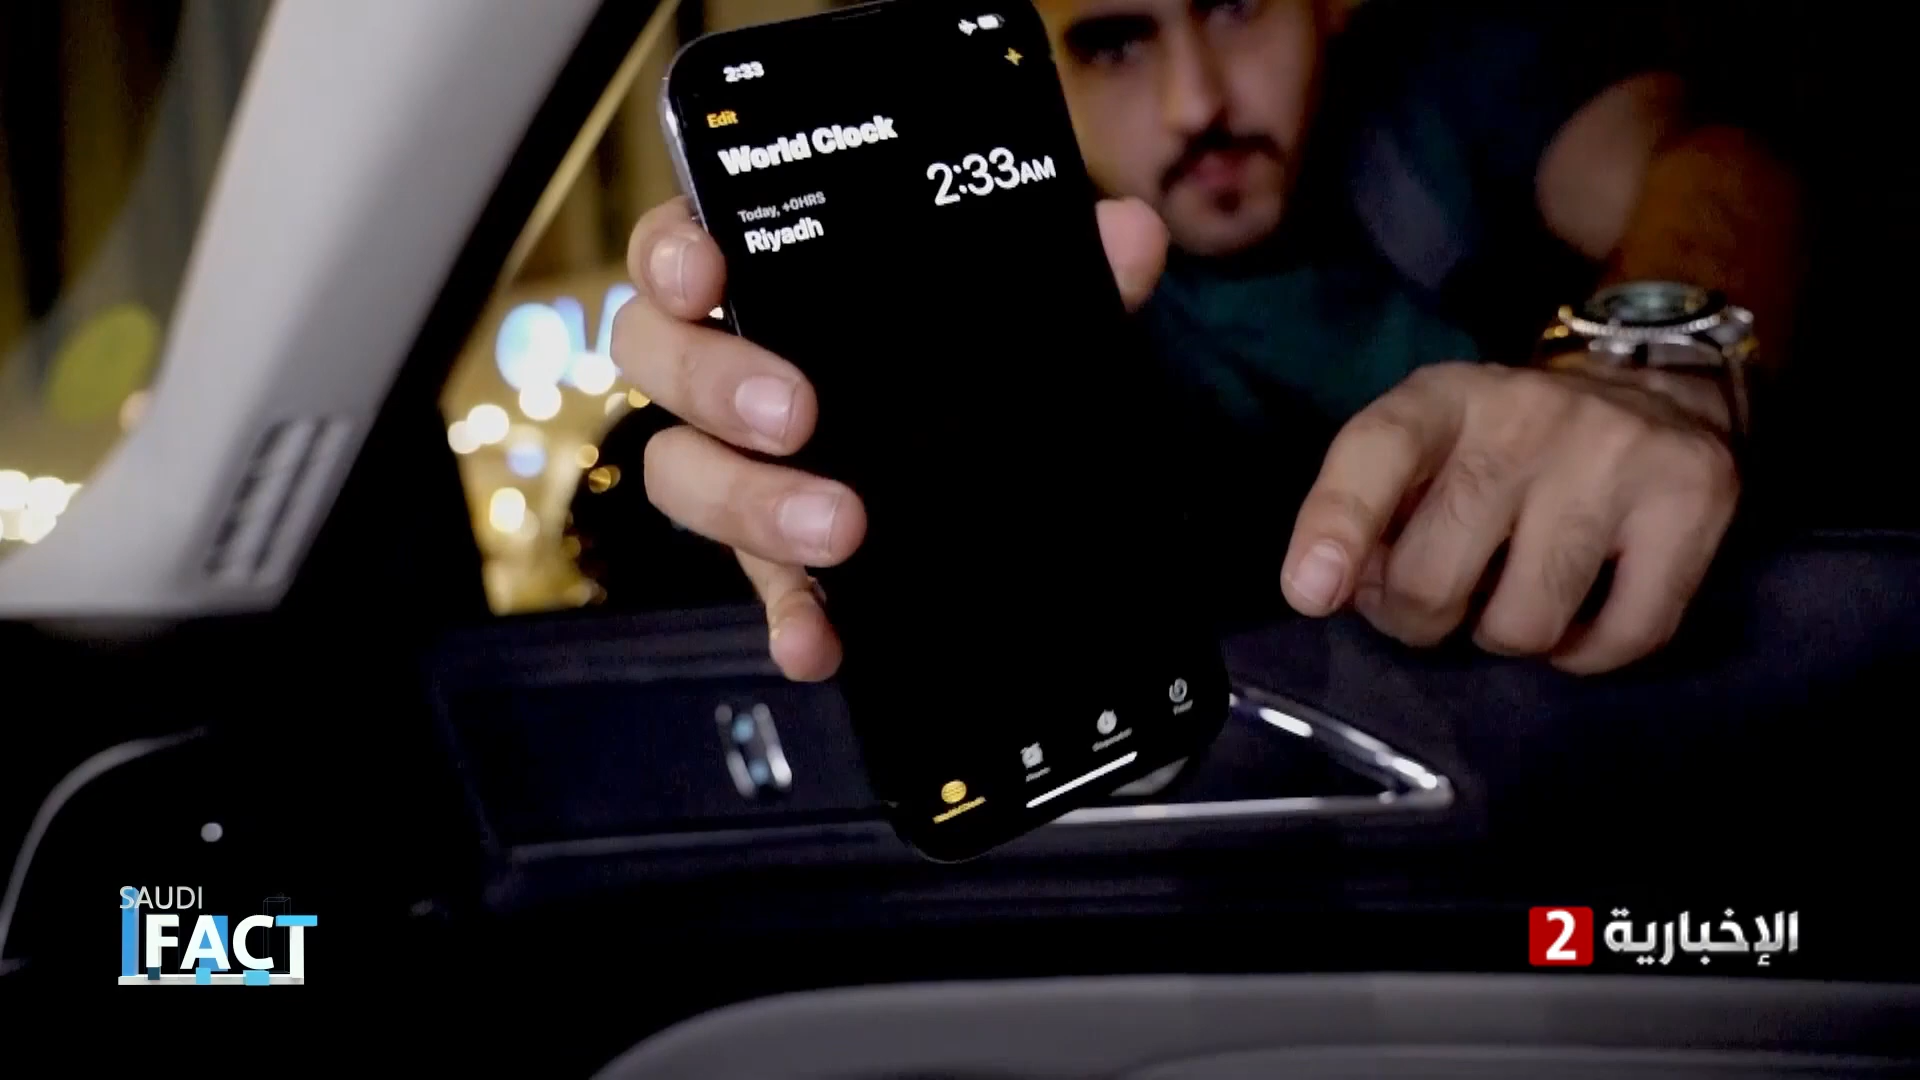 2:33
Edit
World Clock
Today, +0HRS
Riyadh
2:33AM
SAUDI
FACT
2 الإخبارية